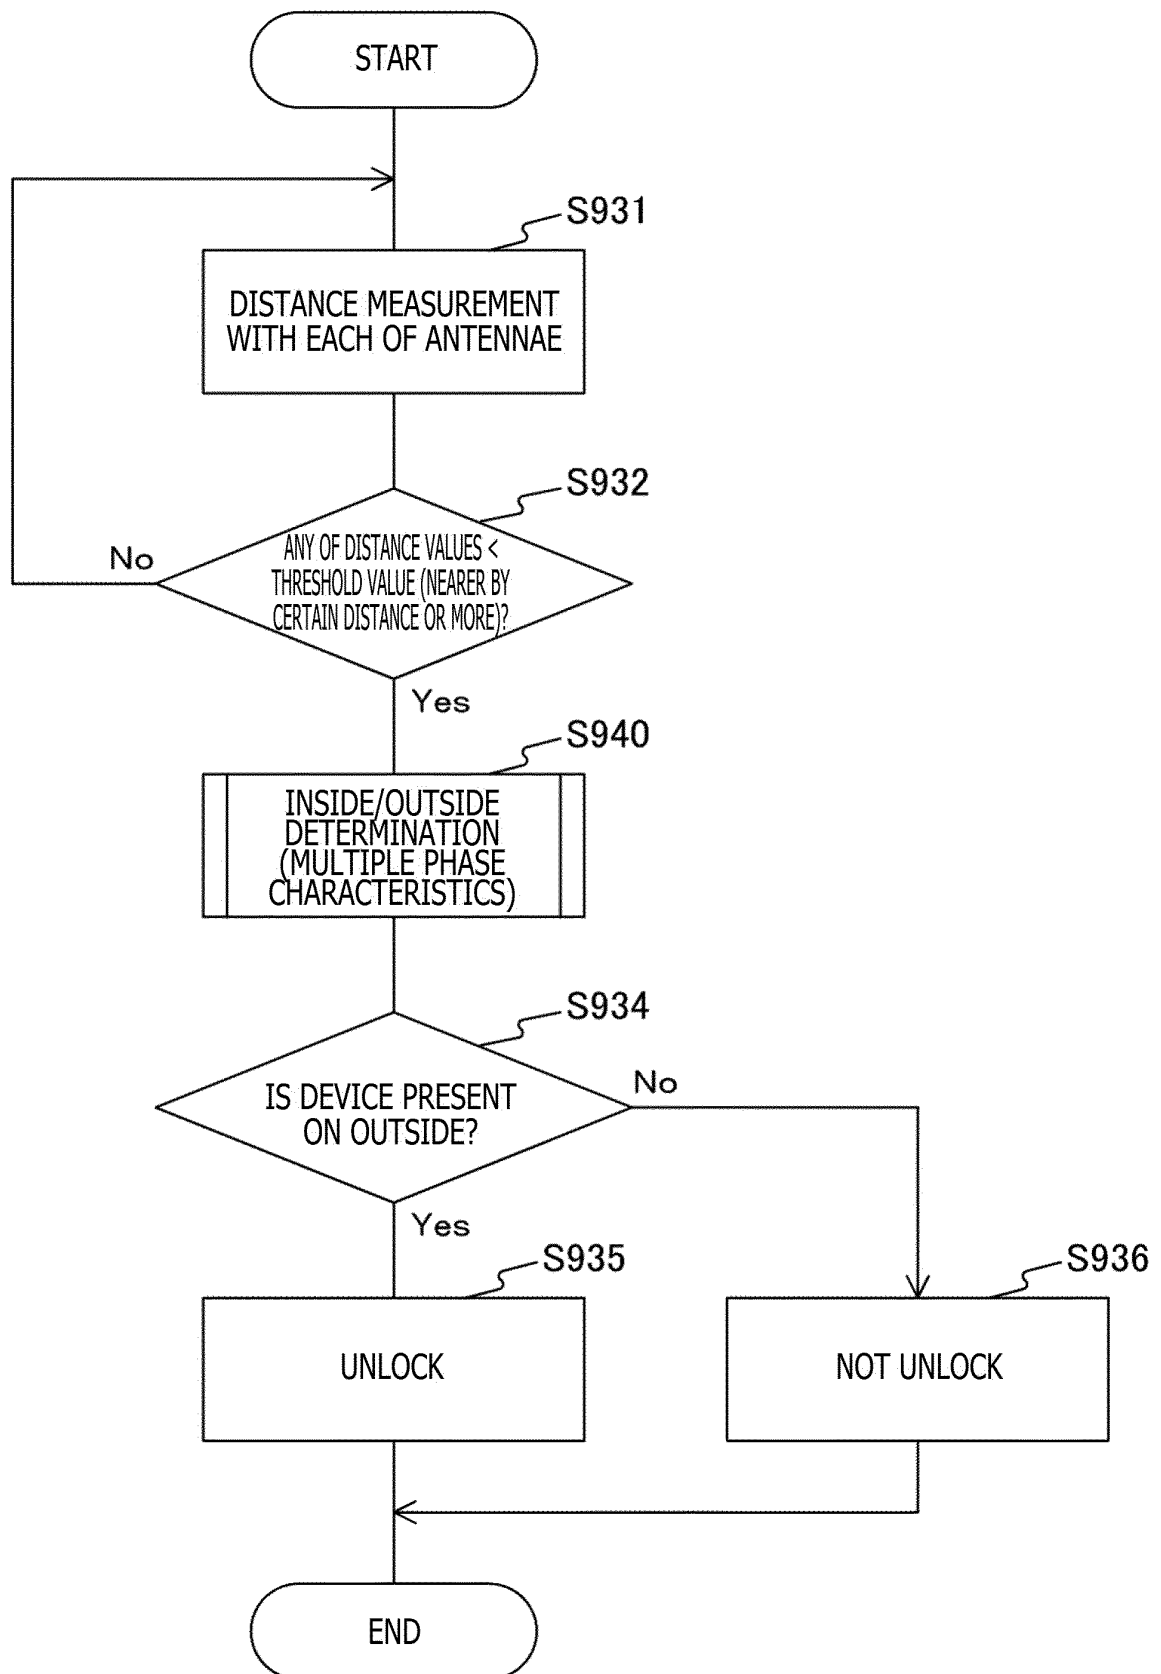 START
S931
DISTANCE MEASUREMENT
WITH EACH OF ANTENNAE
S932
ANY OF DISTANCE VALUES <
THRESHOLD VALUE (NEARER BY
CERTAIN DISTANCE OR MORE)?
No
Yes
S940
INSIDE/OUTSIDE
DETERMINATION
(MULTIPLE PHASE
CHARACTERISTICS)
S934
IS DEVICE PRESENT
ON OUTSIDE?
No
Yes
S935
UNLOCK
S936
NOT UNLOCK
END